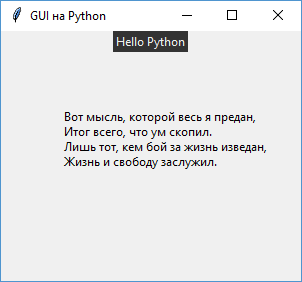 GUI на Python
Hello Python
Вот мысль, которой весь я предан,
Итог всего, что ум скопил.
Лишь тот, кем бой за жизнь изведан,
Жизнь и свободу заслужил.